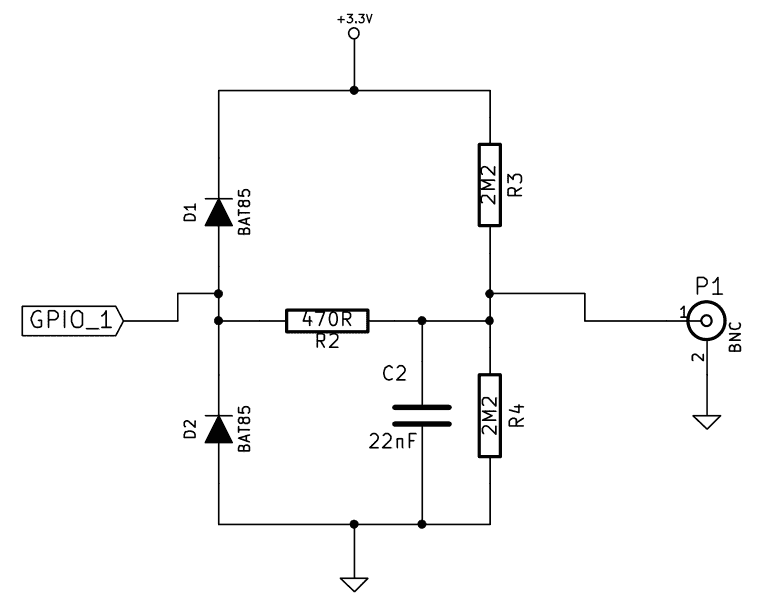 +3.3V
D1
BAT85
2M2
R3
GPIO_1
470R
R2
P1
1
2
BNC
C2
22nF
D2
BAT85
2M2
R4